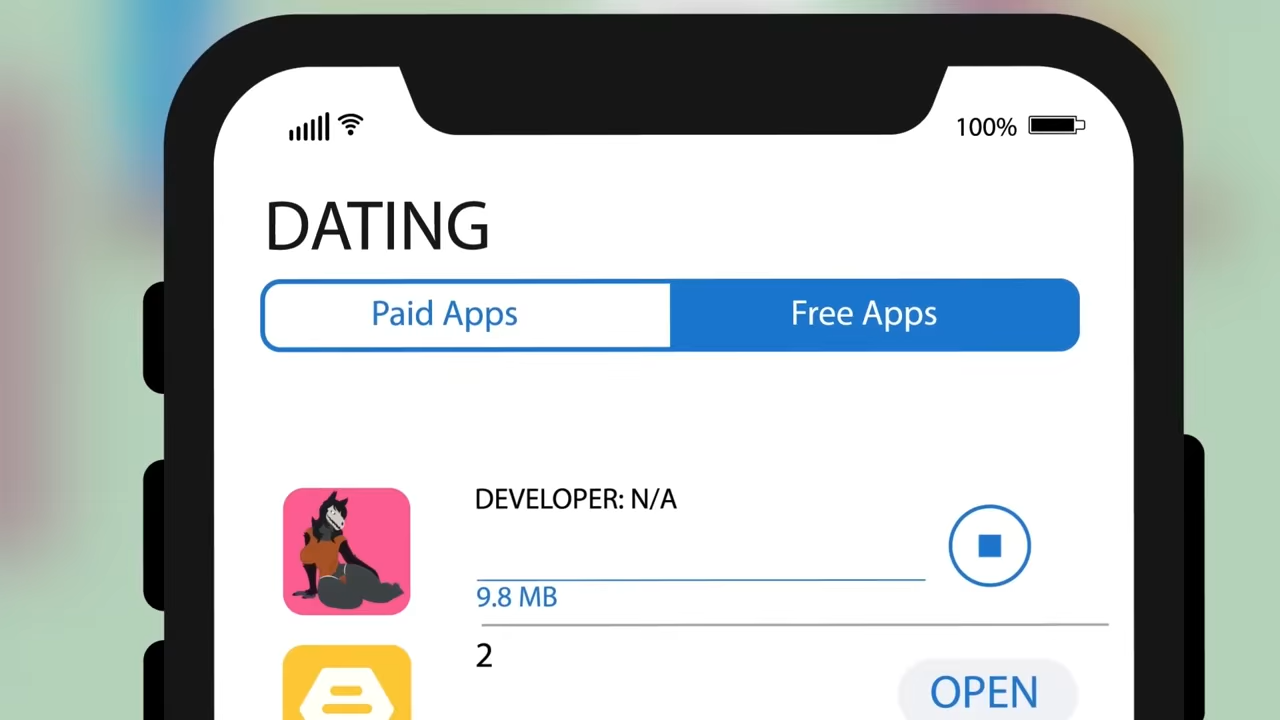 100%
DATING
Paid Apps
Free Apps
DEVELOPER: N/A
9.8 MB
2
OPEN